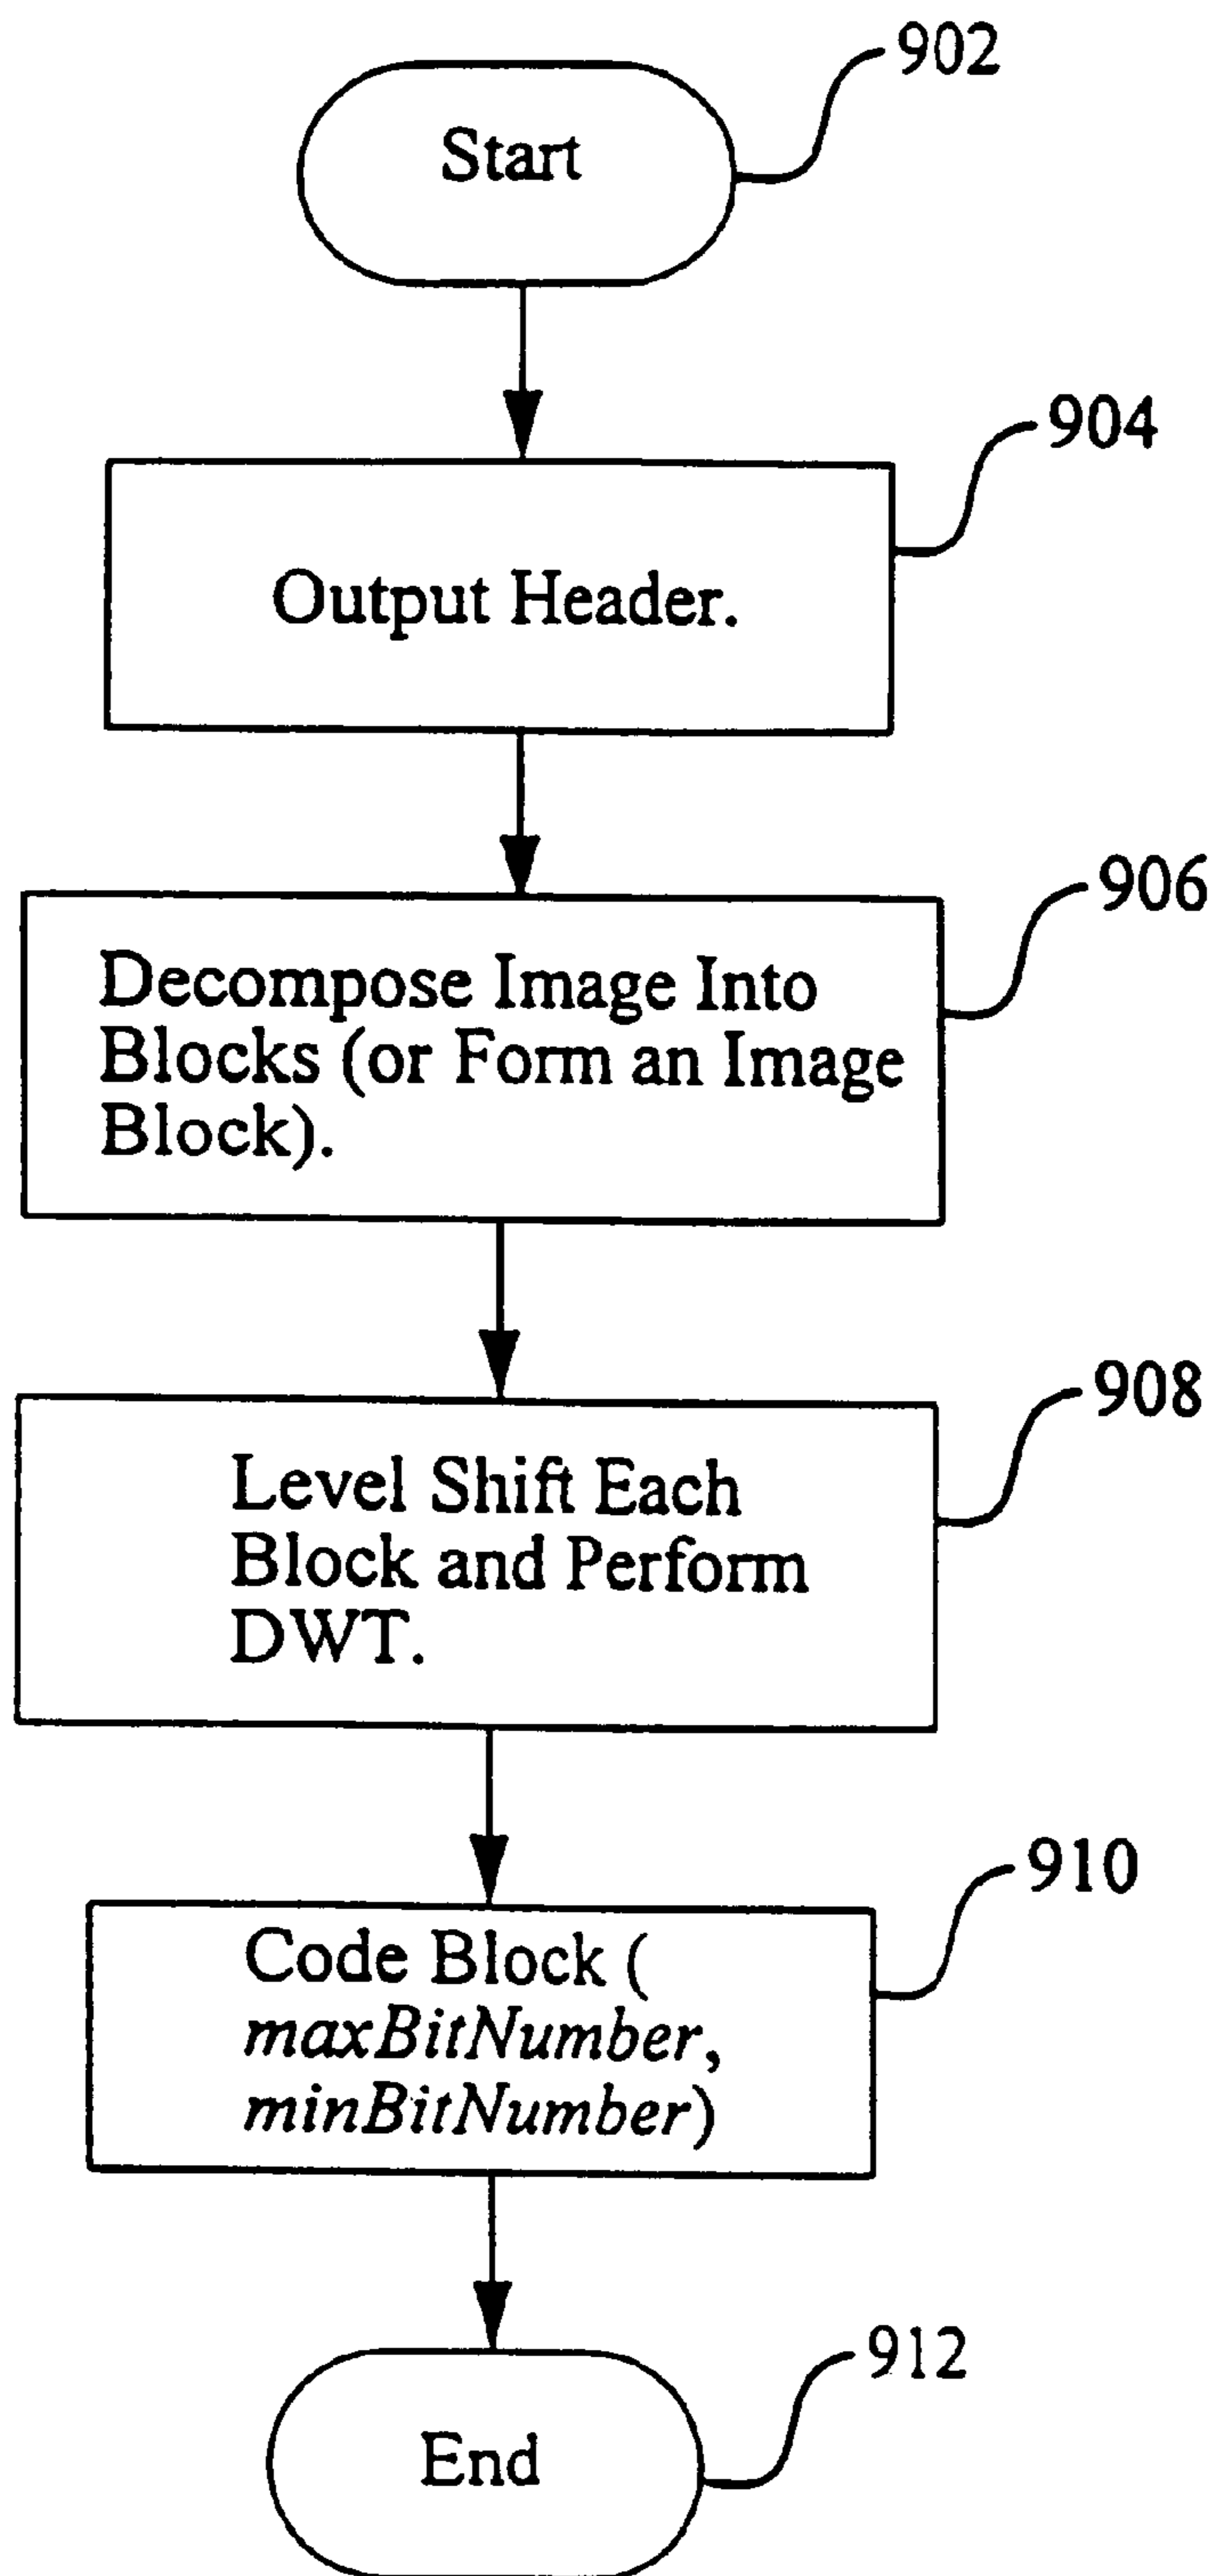 902
Start
904
Output Header.
906
Decompose Image Into
Blocks (or Form an Image
Block).
908
Level Shift Each
Block and Perform
DWT.
910
Code Block (
maxBitNumber,
minBitNumber)
912
End